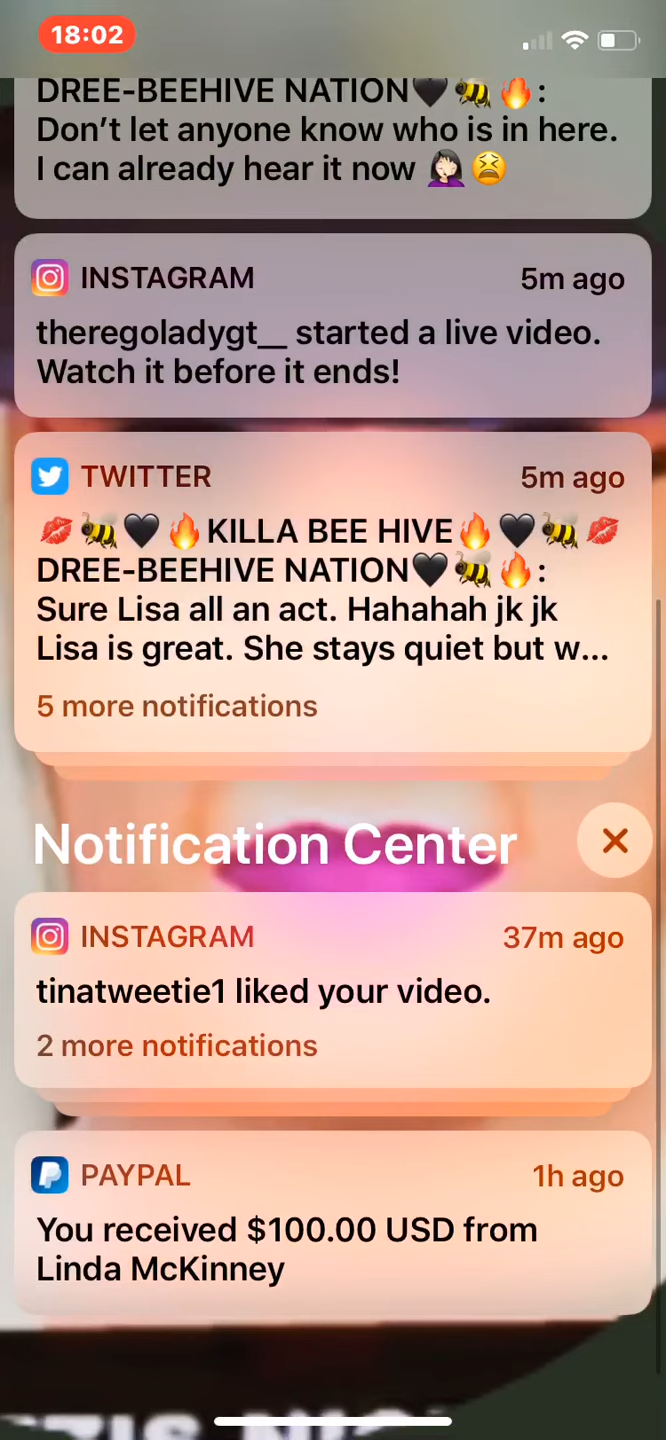 18:02
DREE-BEEHIVE NATION🖤🐝🔥:
Don’t let anyone know who is in here.
I can already hear it now 🤦🏻‍♀️😫
INSTAGRAM 5m ago
theregoladygt__ started a live video.
Watch it before it ends!
TWITTER 5m ago
💋🐝🖤🔥KILLA BEE HIVE🔥🖤🐝💋
DREE-BEEHIVE NATION🖤🐝🔥:
Sure Lisa all an act. Hahahah jk jk
Lisa is great. She stays quiet but w...
5 more notifications
Notification Center
INSTAGRAM 37m ago
tinatweetie1 liked your video.
2 more notifications
PAYPAL 1h ago
You received $100.00 USD from
Linda McKinney